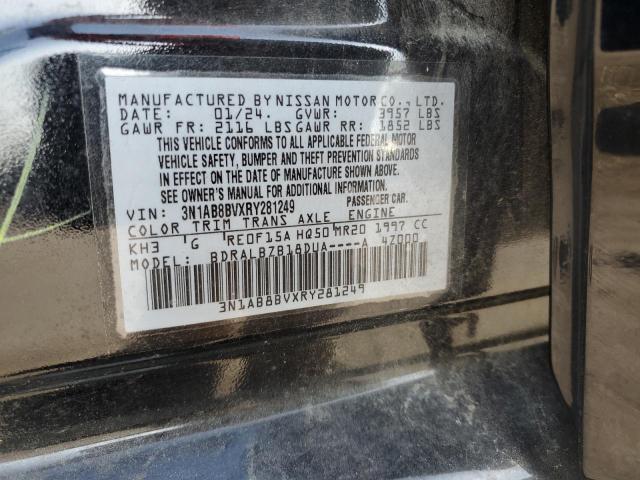 MANUFACTURED BY NISSAN MOTOR CO., LTD.
DATE: 01/24. GVWR: 3957 LBS
GAWR FR: 2116 LBS GAWR RR: 1852 LBS
THIS VEHICLE CONFORMS TO ALL APPLICABLE FEDERAL MOTOR
VEHICLE SAFETY, BUMPER AND THEFT PREVENTION STANDARDS
IN EFFECT ON THE DATE OF MANUFACTURE SHOWN ABOVE.
SEE OWNER'S MANUAL FOR ADDITIONAL INFORMATION.
VIN: 3N1AB8BVXRY281249 PASSENGER CAR.
COLOR TRIM TRANS AXLE ENGINE
KH3 G RE0F15A HQ50 MR20 1997 CC
MODEL: BDRALBZB18DUA----A 47000
3N1AB8BVXRY281249